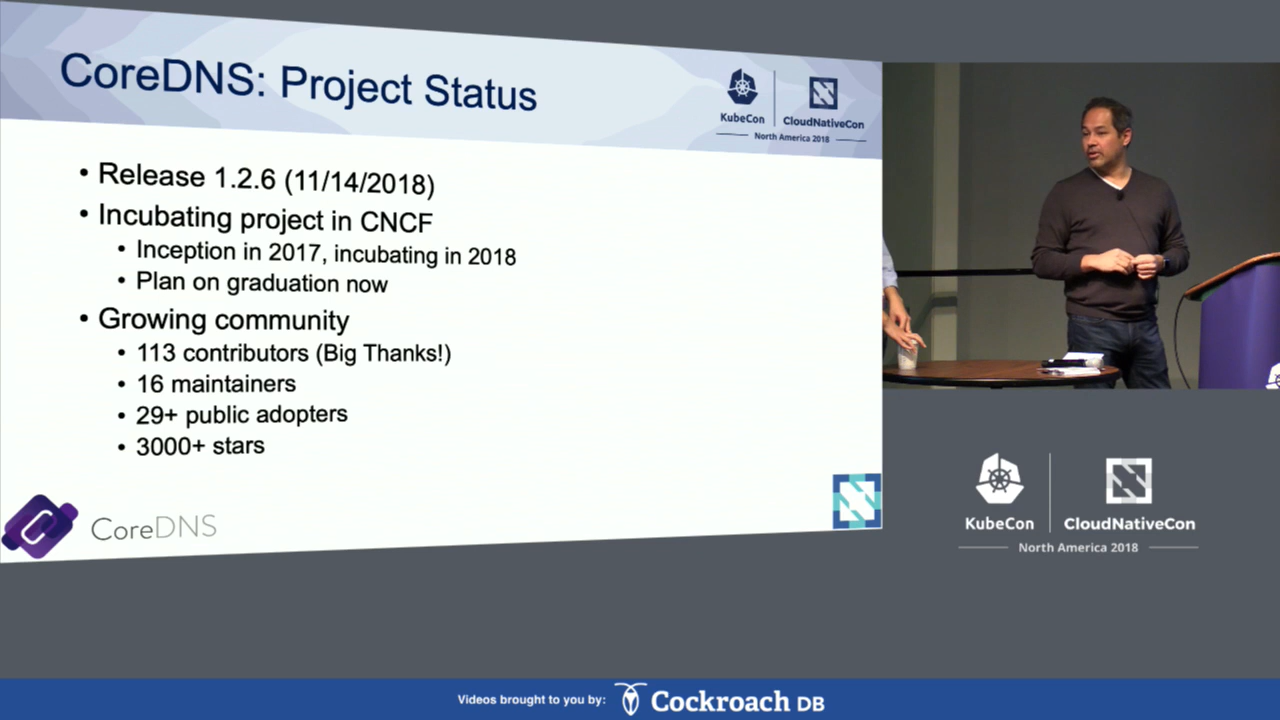 CoreDNS: Project Status
KubeCon
CloudNativeCon
North America 2018
• Release 1.2.6 (11/14/2018)
• Incubating project in CNCF
• Inception in 2017, incubating in 2018
• Plan on graduation now
• Growing community
• 113 contributors (Big Thanks!)
• 16 maintainers
• 29+ public adopters
• 3000+ stars
CoreDNS
KubeCon
CloudNativeCon
North America 2018
Videos brought to you by: Cockroach DB